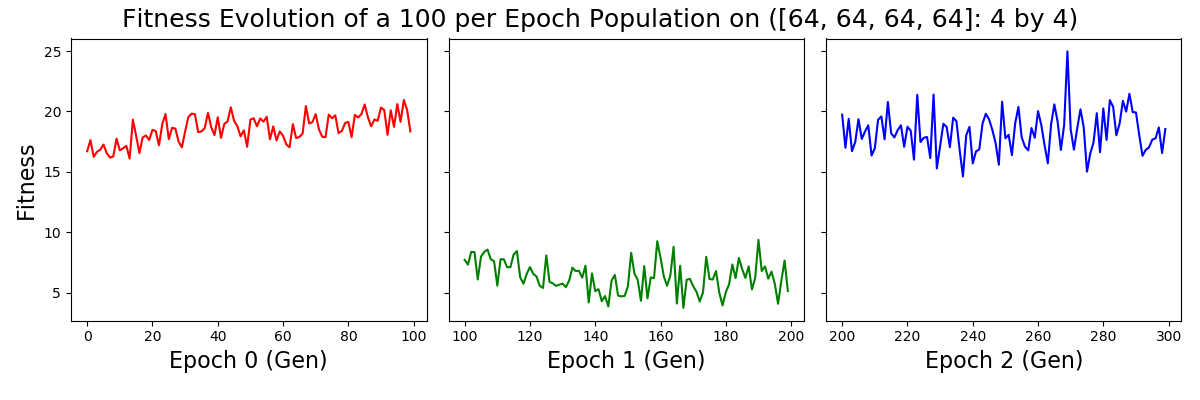 Fitness Evolution of a 100 per Epoch Population on ([64, 64, 64, 64]: 4 by 4)
Fitness
25
20
15
10
5
0 20 40 60 80 100
100 120 140 160 180 200
200 220 240 260 280 300
Epoch 0 (Gen)
Epoch 1 (Gen)
Epoch 2 (Gen)